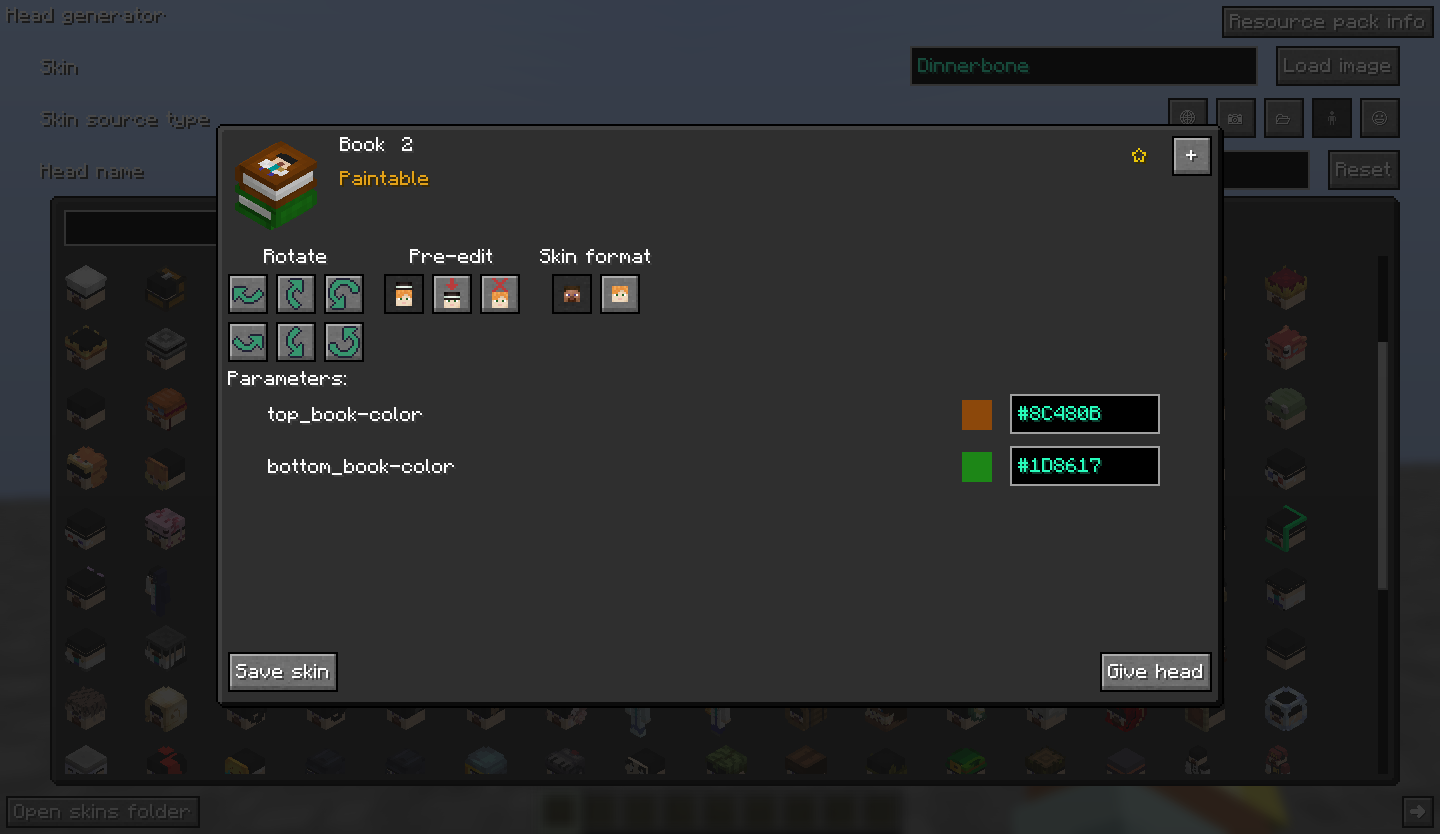 Head generator
Resource pack info
Skin
Dinnerbone
Load image
Skin source type
Head name
Reset
Book 2
Paintable
+
Rotate
Pre-edit
Skin format
Parameters:
top_book-color
#8C480B
bottom_book-color
#1D8617
Save skin
Give head
Open skins folder